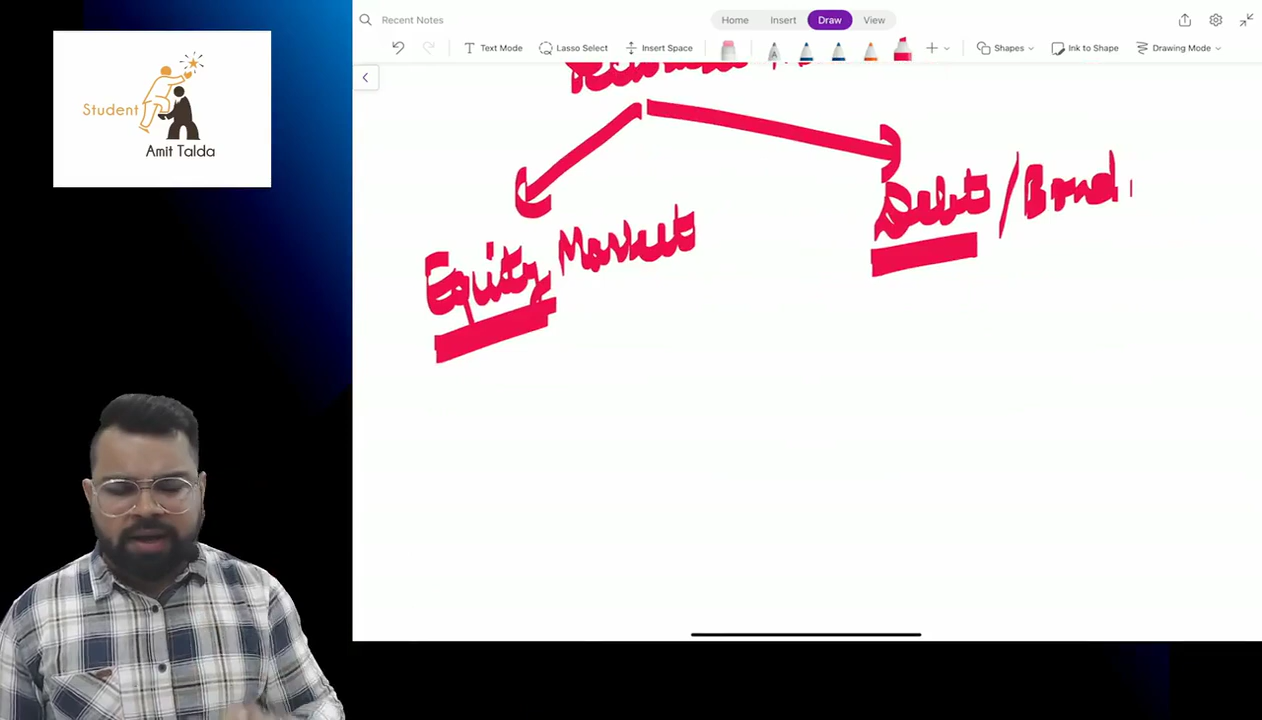 Recent Notes
Home Insert Draw View
Text Mode Lasso Select Insert Space Shapes Ink to Shape Drawing Mode
Student
Amit Talda
Debt / Bond
Equity Market